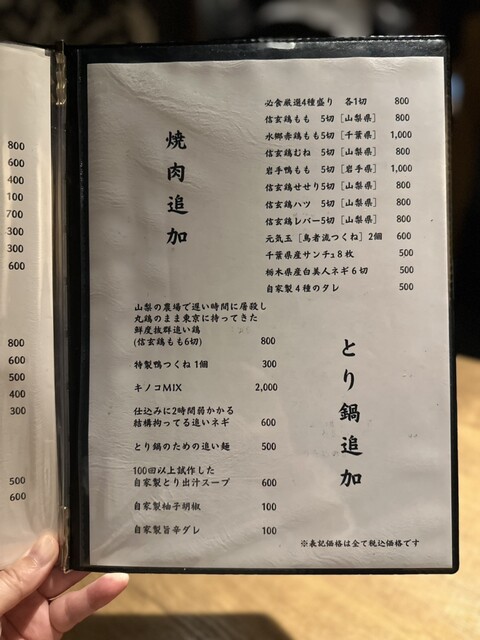 800
600
400
100
700
300
300
600
800
600
500
400
300
500
600
焼肉追加
必食厳選4種盛り 各1切 800
信玄鶏もも 5切 [山梨県] 800
水郷赤鶏もも5切 [千葉県] 1,000
信玄鶏むね 5切 [山梨県] 800
岩手鴨もも 5切 [岩手県] 1,000
信玄鶏せせり5切 [山梨県] 800
信玄鶏ハツ 5切 [山梨県] 800
信玄鶏レバー5切 [山梨県] 800
元気玉 [鳥者流つくね] 2個 600
千葉県産サンチュ8枚 500
栃木県産白美人ネギ6切 500
自家製4種のタレ 500
とり鍋追加
山梨の農場で遅い時間に屠殺し
丸鶏のまま東京に持ってきた
鮮度抜群追い鶏
(信玄鶏もも6切) 800
特製鴨つくね1個 300
キノコMIX 2,000
仕込みに2時間弱かかる
結構拘ってる追いネギ 600
とり鍋のための追い麺 500
100回以上試作した
自家製とり出汁スープ 600
自家製柚子胡椒 100
自家製旨辛ダレ 100
※表記価格は全て税込価格です